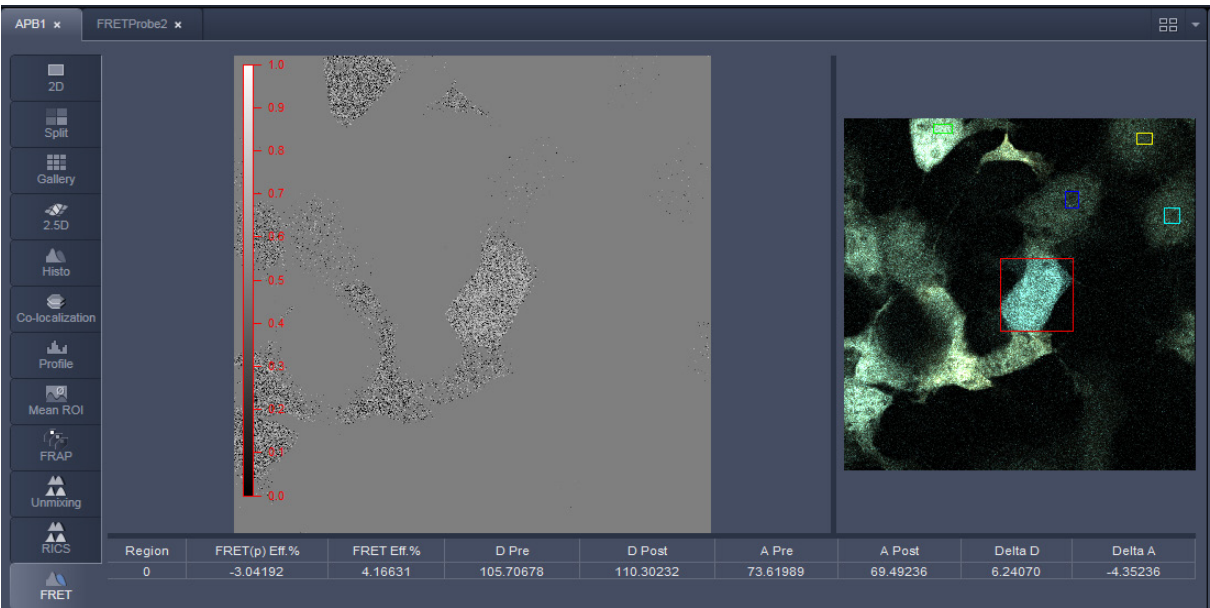 APB1 × FRETProbe2 ×
2D
Split
Gallery
2.5D
Histo
Co-localization
Profile
Mean ROI
FRAP
Unmixing
RICS
FRET
1.0
0.9
0.8
0.7
0.6
0.5
0.4
0.3
0.2
0.1
0.0
Region FRET(p) Eff.% FRET Eff.% D Pre D Post A Pre A Post Delta D Delta A
0 -3.04192 4.16631 105.70678 110.30232 73.61989 69.49236 6.24070 -4.35236